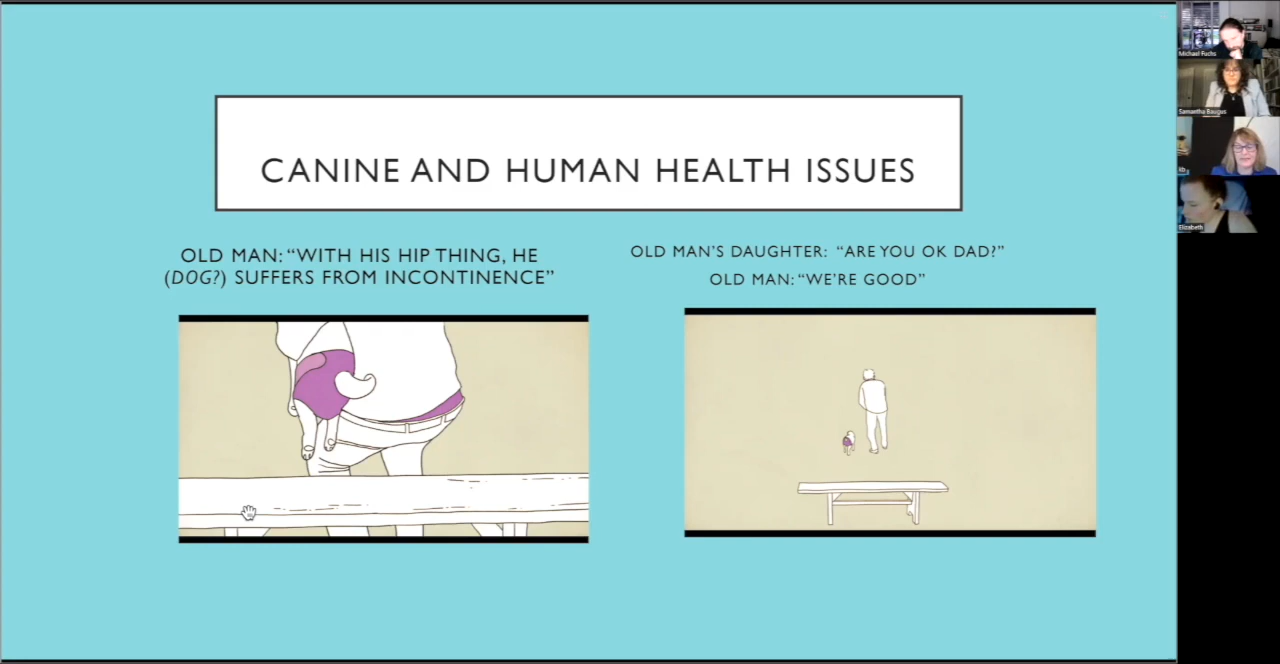 CANINE AND HUMAN HEALTH ISSUES
OLD MAN: “WITH HIS HIP THING, HE
(DOG?) SUFFERS FROM INCONTINENCE”
OLD MAN’S DAUGHTER: “ARE YOU OK DAD?”
OLD MAN: “WE’RE GOOD”
Michael Fuchs
Samantha Baugus
Elizabeth